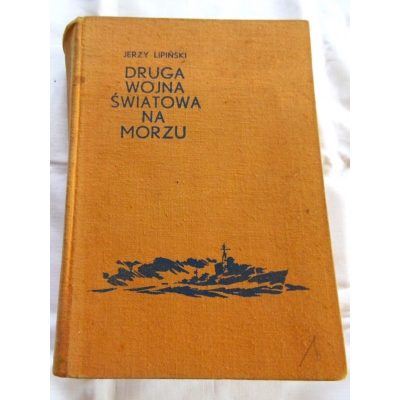 JERZY LIPIŃSKI
DRUGA
WOJNA
ŚWIATOWA
NA
MORZU